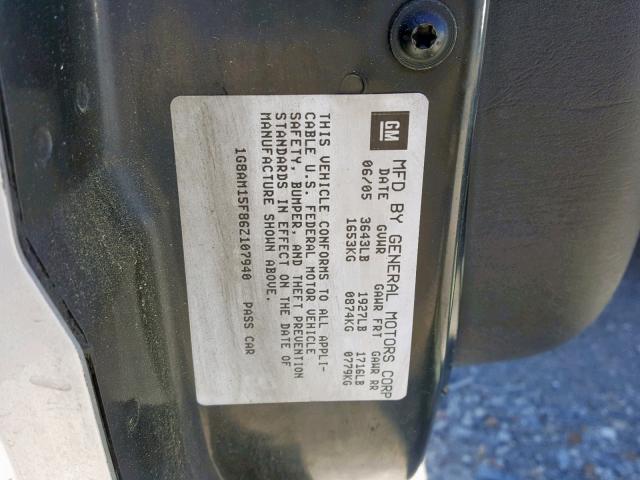 GM MFD BY GENERAL MOTORS CORP
DATE GVWR GAWR FRT GAWR RR
06/05 3643LB 1927LB 1716LB
1653KG 0874KG 0779KG
THIS VEHICLE CONFORMS TO ALL APPLI-
CABLE U.S. FEDERAL MOTOR VEHICLE
SAFETY, BUMPER, AND THEFT PREVENTION
STANDARDS IN EFFECT ON THE DATE OF
MANUFACTURE SHOWN ABOVE.
1G8AM15F86Z107940 PASS CAR